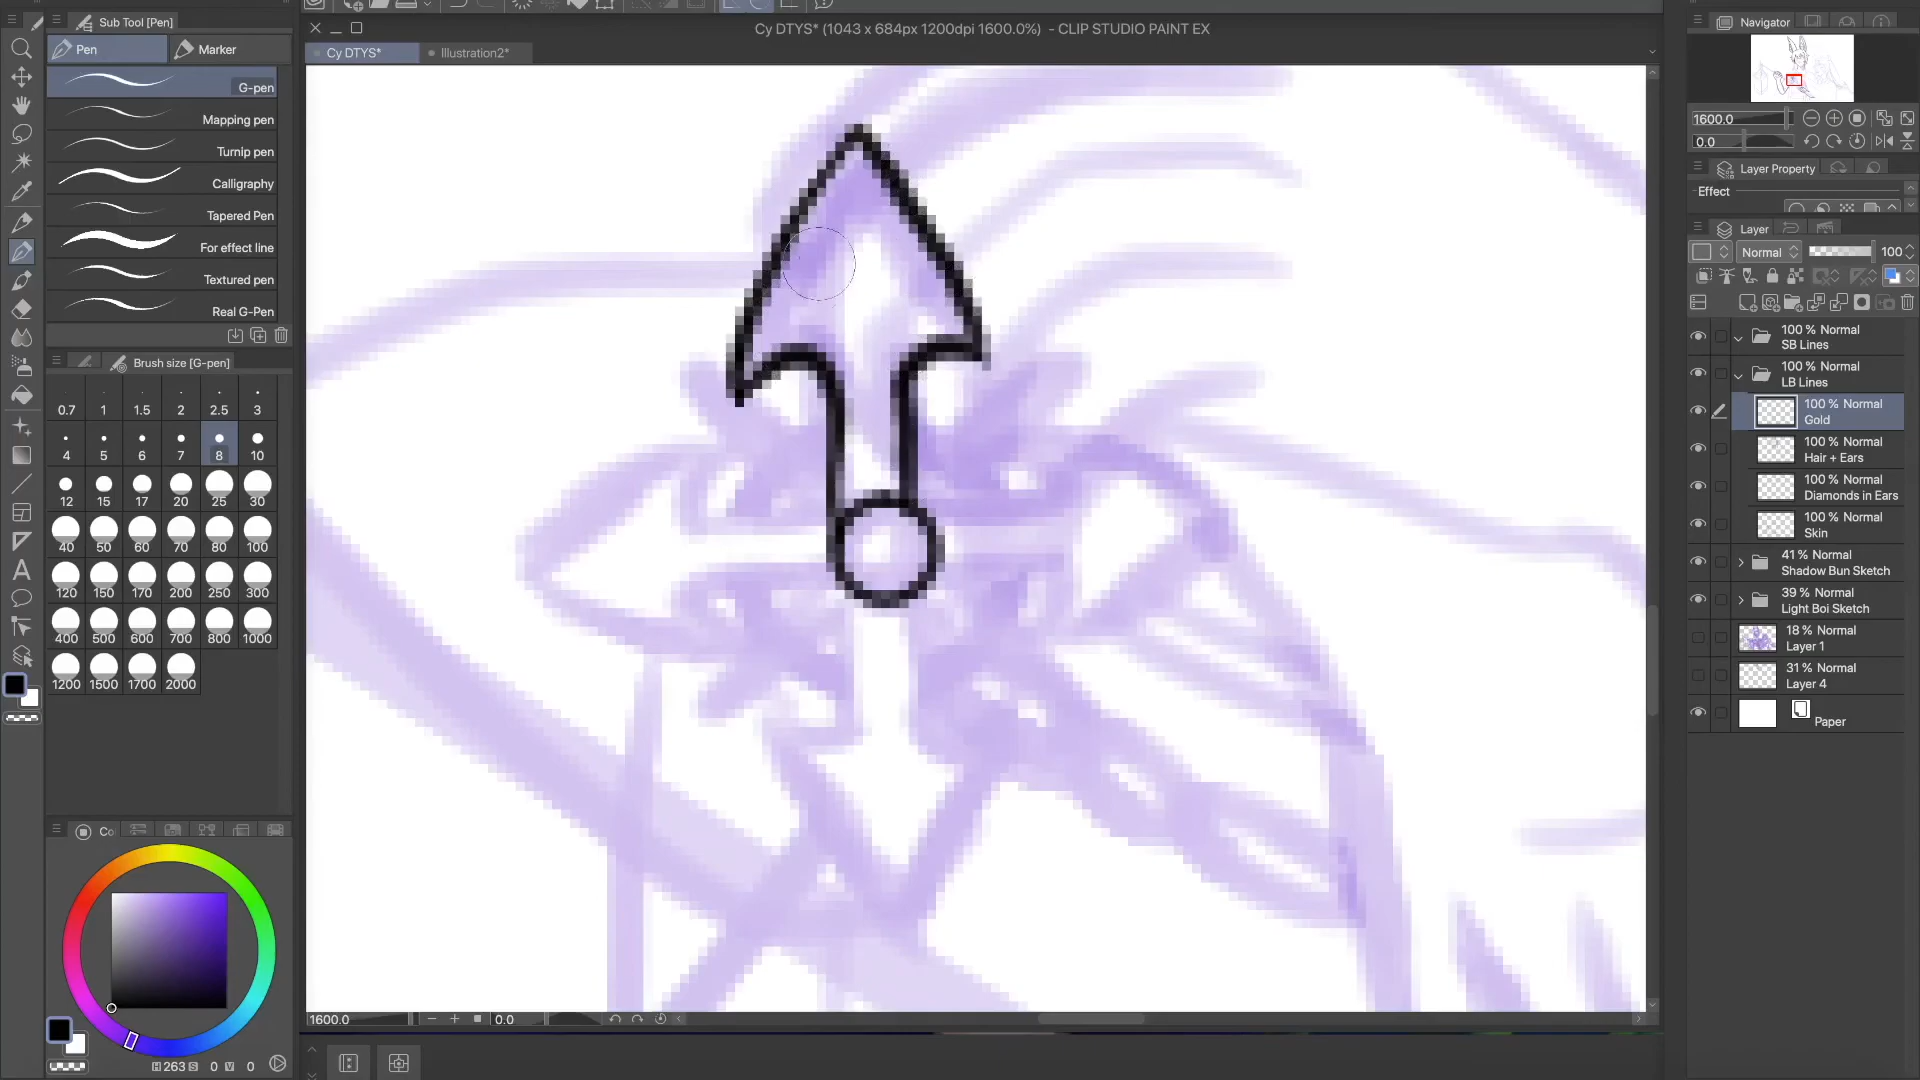 Sub Tool [Pen]
Pen
Marker
G-pen
Mapping pen
Turnip pen
Calligraphy
Tapered Pen
For effect line
Textured pen
Real G-Pen
Brush size [G-pen]
0.7 1 1.5 2 2.5 3
4 5 6 7 8 10
12 15 17 20 25 30
40 50 60 70 80 100
120 150 170 200 250 300
400 500 600 700 800 1000
1200 1500 1700 2000
Co
H 263 S 0 V 0
Cy DTYS* (1043 x 684px 1200dpi 1600.0%) - CLIP STUDIO PAINT EX
Cy DTYS*
Illustration2*
1600.0
0.0
Navigator
1600.0
0.0
Layer Property
Effect
Layer
Normal
100
100 % Normal
SB Lines
100 % Normal
LB Lines
100 % Normal
Gold
100 % Normal
Hair + Ears
100 % Normal
Diamonds in Ears
100 % Normal
Skin
41 % Normal
Shadow Bun Sketch
39 % Normal
Light Boi Sketch
18 % Normal
Layer 1
31 % Normal
Layer 4
Paper